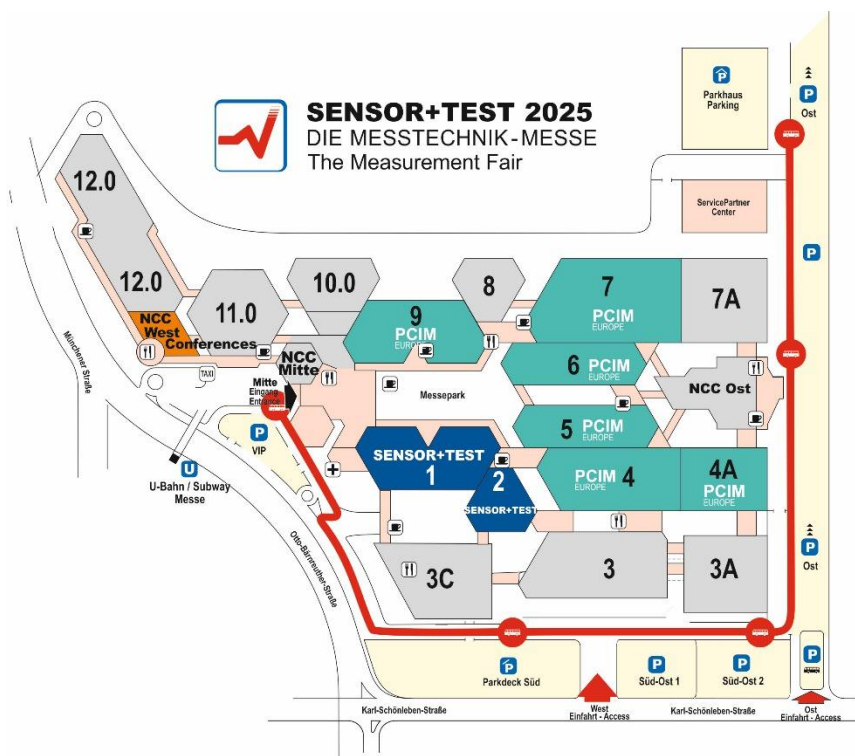 SENSOR+TEST 2025
DIE MESSTECHNIK-MESSE
The Measurement Fair
P
Parkhaus
Parking
P
Ost
ServicePartner
Center
P
12.0
12.0
NCC
West
Conferences
11.0
10.0
9
PCIM
EUROPE
8
7
PCIM
EUROPE
7A
NCC
Mitte
Mitte
Eingang
Entrance
TAXI
Münchener Straße
6 PCIM
EUROPE
Messepark
NCC Ost
5 PCIM
EUROPE
P
VIP
U
U-Bahn / Subway
Messe
SENSOR+TEST
1
2
SENSOR+TEST
PCIM
EUROPE 4
4A
PCIM
EUROPE
Otto-Bärnreuther-Straße
3C
3
3A
P
Ost
P
Parkdeck Süd
P
Süd-Ost 1
P
Süd-Ost 2
P
Karl-Schönleben-Straße
West
Einfahrt - Access
Karl-Schönleben-Straße
Ost
Einfahrt - Access